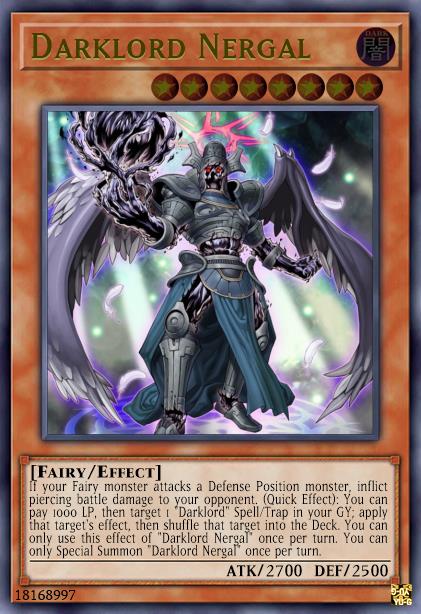 DARKLORD NERGAL
DARK
闇
[FAIRY/EFFECT]
If your Fairy monster attacks a Defense Position monster, inflict
piercing battle damage to your opponent. (Quick Effect): You can
pay 1000 LP, then target 1 "Darklord" Spell/Trap in your GY; apply
that target's effect, then shuffle that target into the Deck. You can
only use this effect of "Darklord Nergal" once per turn. You can
only Special Summon "Darklord Nergal" once per turn.
ATK/2700 DEF/2500
18168997